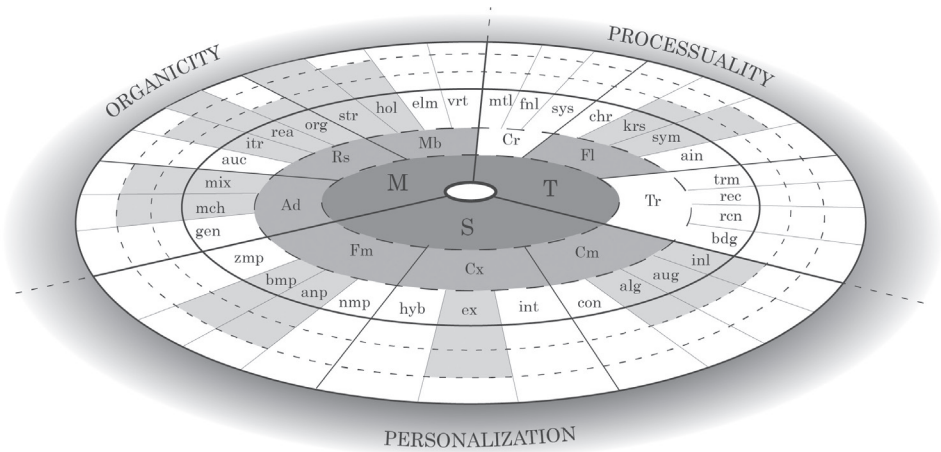 ORGANICITY
PROCESSUALITY
PERSONALIZATION
M
T
S
Ad
Rs
Mb
Cr
Fl
Tr
Cm
Cx
Fm
gen
mch
mix
auc
itr
rea
org
str
hol
elm
vrt
mtl
fnl
sys
chr
krs
sym
ain
trm
rec
rcn
bdg
inl
aug
alg
con
int
ex
hyb
nmp
anp
bmp
zmp